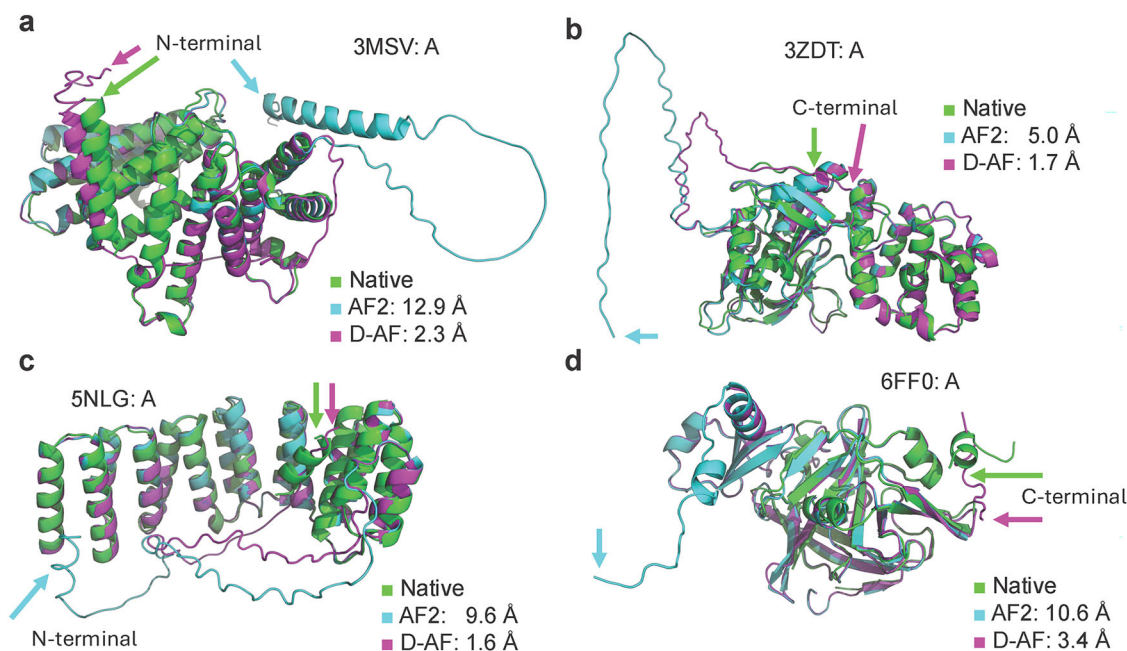 a
N-terminal
3MSV: A
Native
AF2: 12.9 Å
D-AF: 2.3 Å
b
3ZDT: A
C-terminal
Native
AF2: 5.0 Å
D-AF: 1.7 Å
c
5NLG: A
N-terminal
Native
AF2: 9.6 Å
D-AF: 1.6 Å
d
6FF0: A
C-terminal
Native
AF2: 10.6 Å
D-AF: 3.4 Å